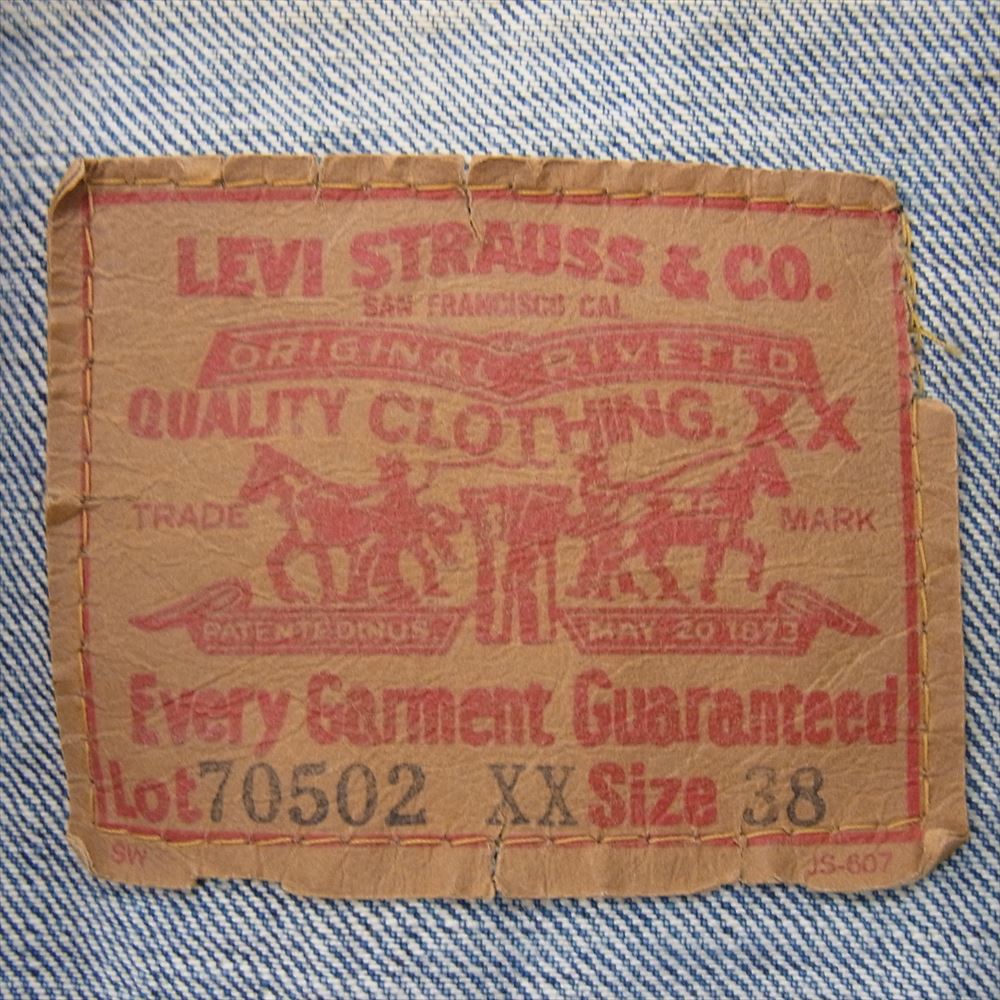 LEVI STRAUSS & CO.
SAN FRANCISCO CAL
ORIGINAL RIVETED
QUALITY CLOTHING. XX
TRADE MARK
PATENTED IN U.S. MAY 20 1873
Every Garment Guaranteed
Lot 70502 XX Size 38
SW JS-607